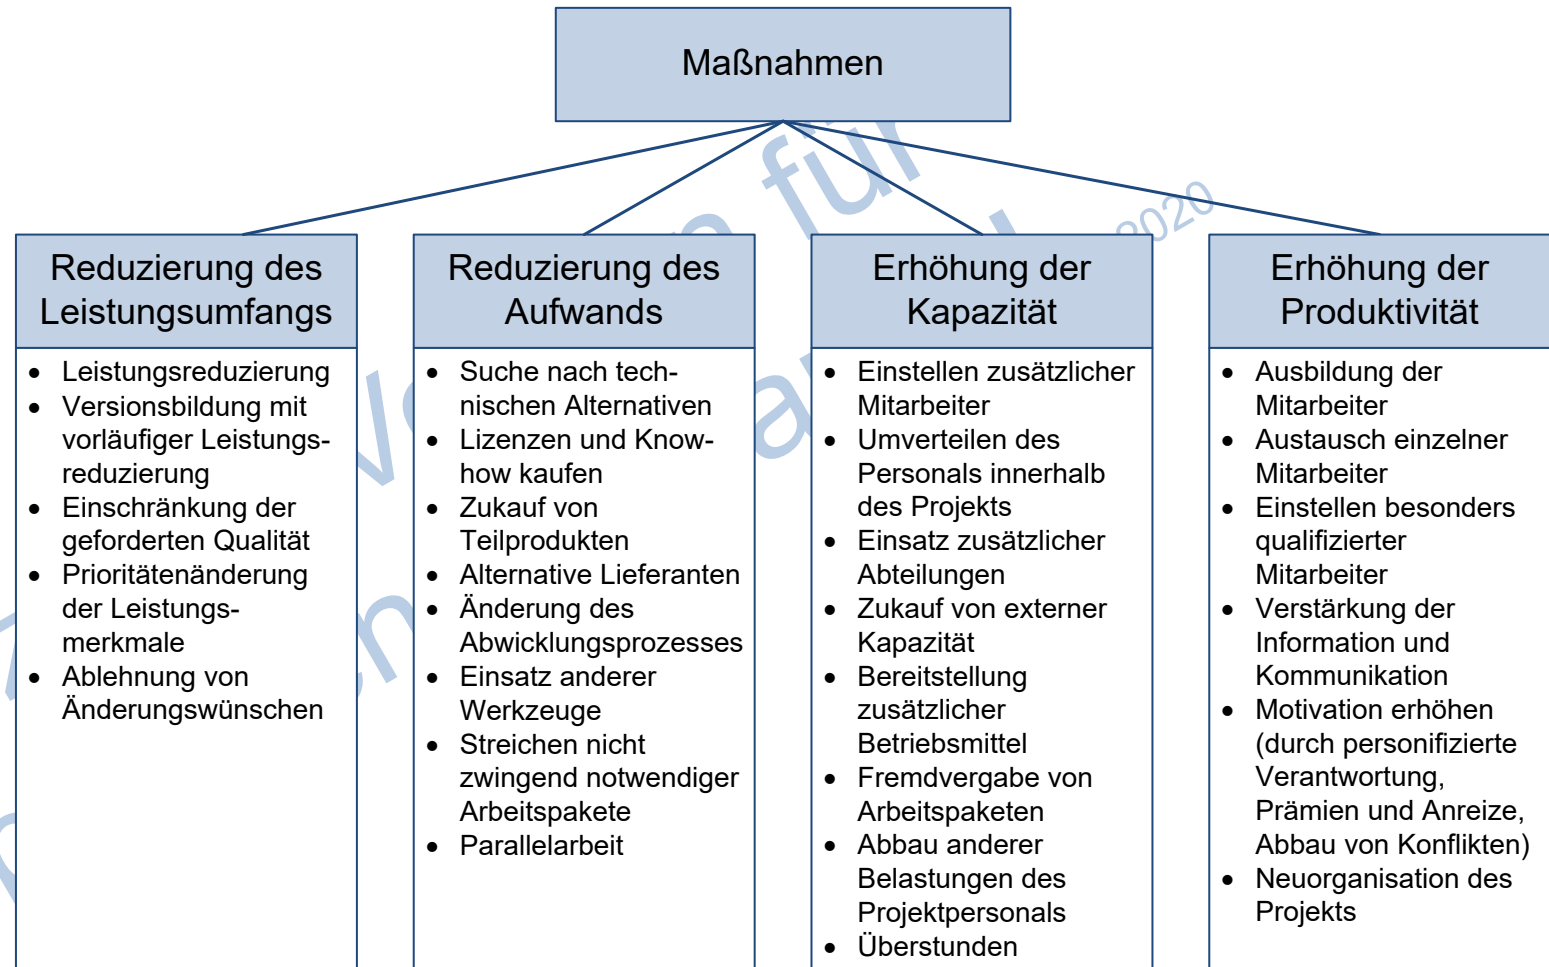 Maßnahmen
für
2020
Reduzierung des
Leistungsumfangs
• Leistungsreduzierung
• Versionsbildung mit
vorläufiger Leistungs-
reduzierung
• Einschränkung der
geforderten Qualität
• Prioritätenänderung
der Leistungs-
merkmale
• Ablehnung von
Änderungswünschen
Reduzierung des
Aufwands
• Suche nach tech-
nischen Alternativen
• Lizenzen und Know-
how kaufen
• Zukauf von
Teilprodukten
• Alternative Lieferanten
• Änderung des
Abwicklungsprozesses
• Einsatz anderer
Werkzeuge
• Streichen nicht
zwingend notwendiger
Arbeitspakete
• Parallelarbeit
Erhöhung der
Kapazität
• Einstellen zusätzlicher
Mitarbeiter
• Umverteilen des
Personals innerhalb
des Projekts
• Einsatz zusätzlicher
Abteilungen
• Zukauf von externer
Kapazität
• Bereitstellung
zusätzlicher
Betriebsmittel
• Fremdvergabe von
Arbeitspaketen
• Abbau anderer
Belastungen des
Projektpersonals
• Überstunden
Erhöhung der
Produktivität
• Ausbildung der
Mitarbeiter
• Austausch einzelner
Mitarbeiter
• Einstellen besonders
qualifizierter
Mitarbeiter
• Verstärkung der
Information und
Kommunikation
• Motivation erhöhen
(durch personifizierte
Verantwortung,
Prämien und Anreize,
Abbau von Konflikten)
• Neuorganisation des
Projekts